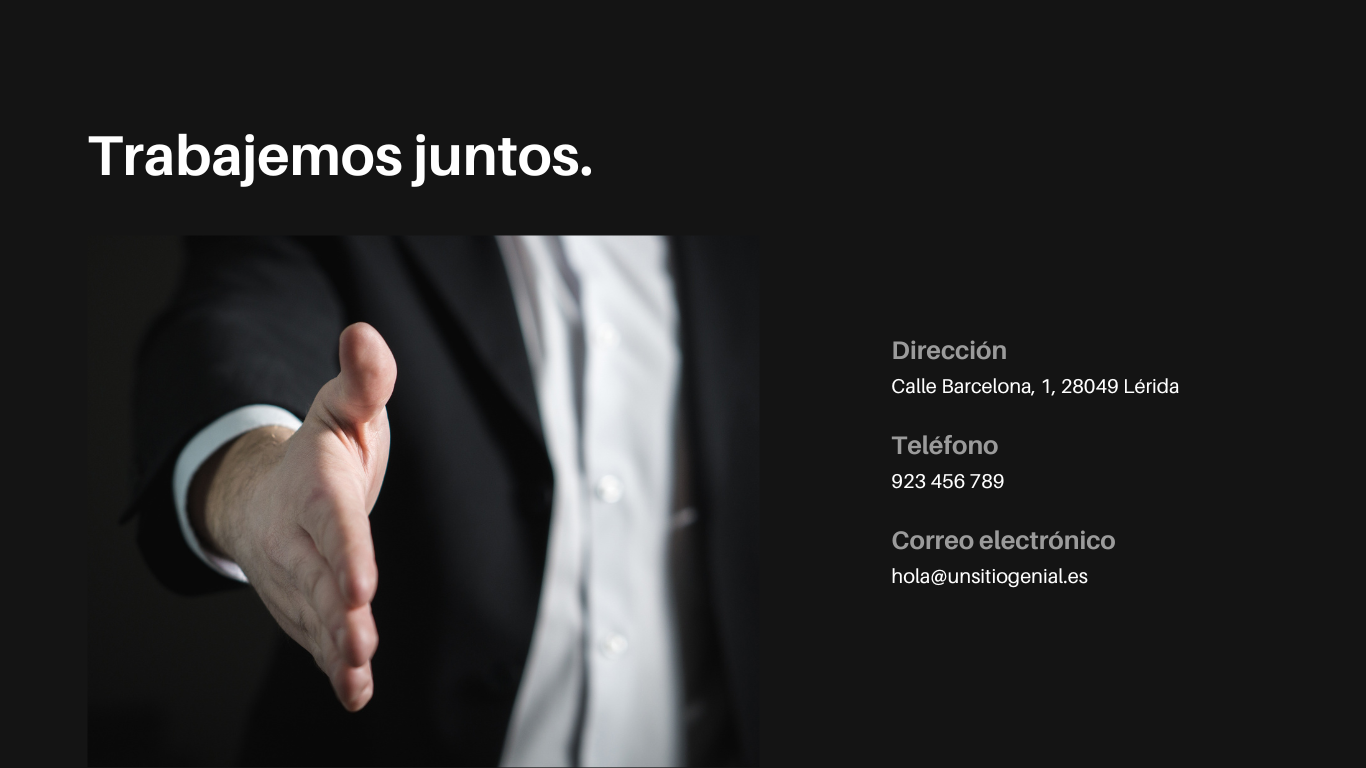 Trabajemos juntos.
Dirección
Calle Barcelona, 1, 28049 Lérida
Teléfono
923 456 789
Correo electrónico
hola@unsitiogenial.es